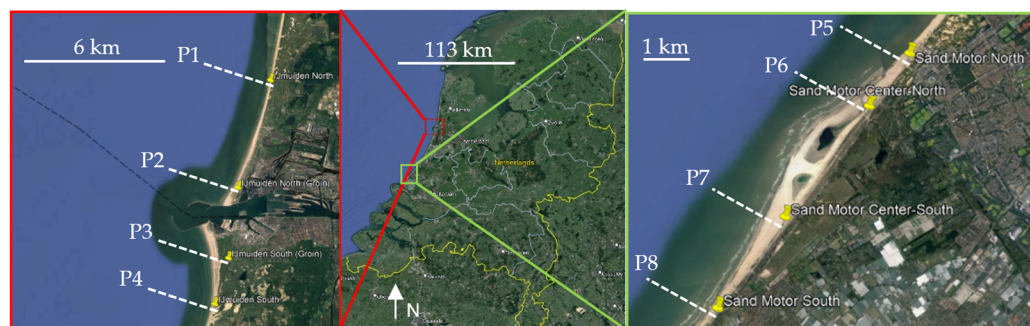 6 km
P1
IJmuiden North
P2
IJmuiden North (Groin)
P3
IJmuiden South (Groin)
P4
IJmuiden South
113 km
Netherlands
N
1 km
P5
Sand Motor North
P6
Sand Motor Center-North
P7
Sand Motor Center-South
P8
Sand Motor South